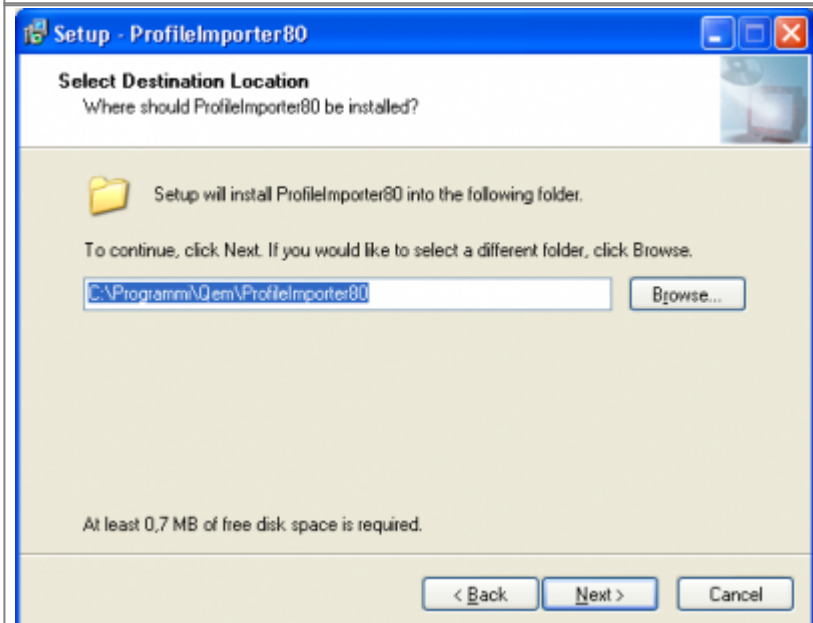 Setup - ProfileImporter80
Select Destination Location
Where should ProfileImporter80 be installed?
Setup will install ProfileImporter80 into the following folder.
To continue, click Next. If you would like to select a different folder, click Browse.
C:\Programmi\Qem\ProfileImporter80
Browse...
At least 0,7 MB of free disk space is required.
< Back
Next >
Cancel